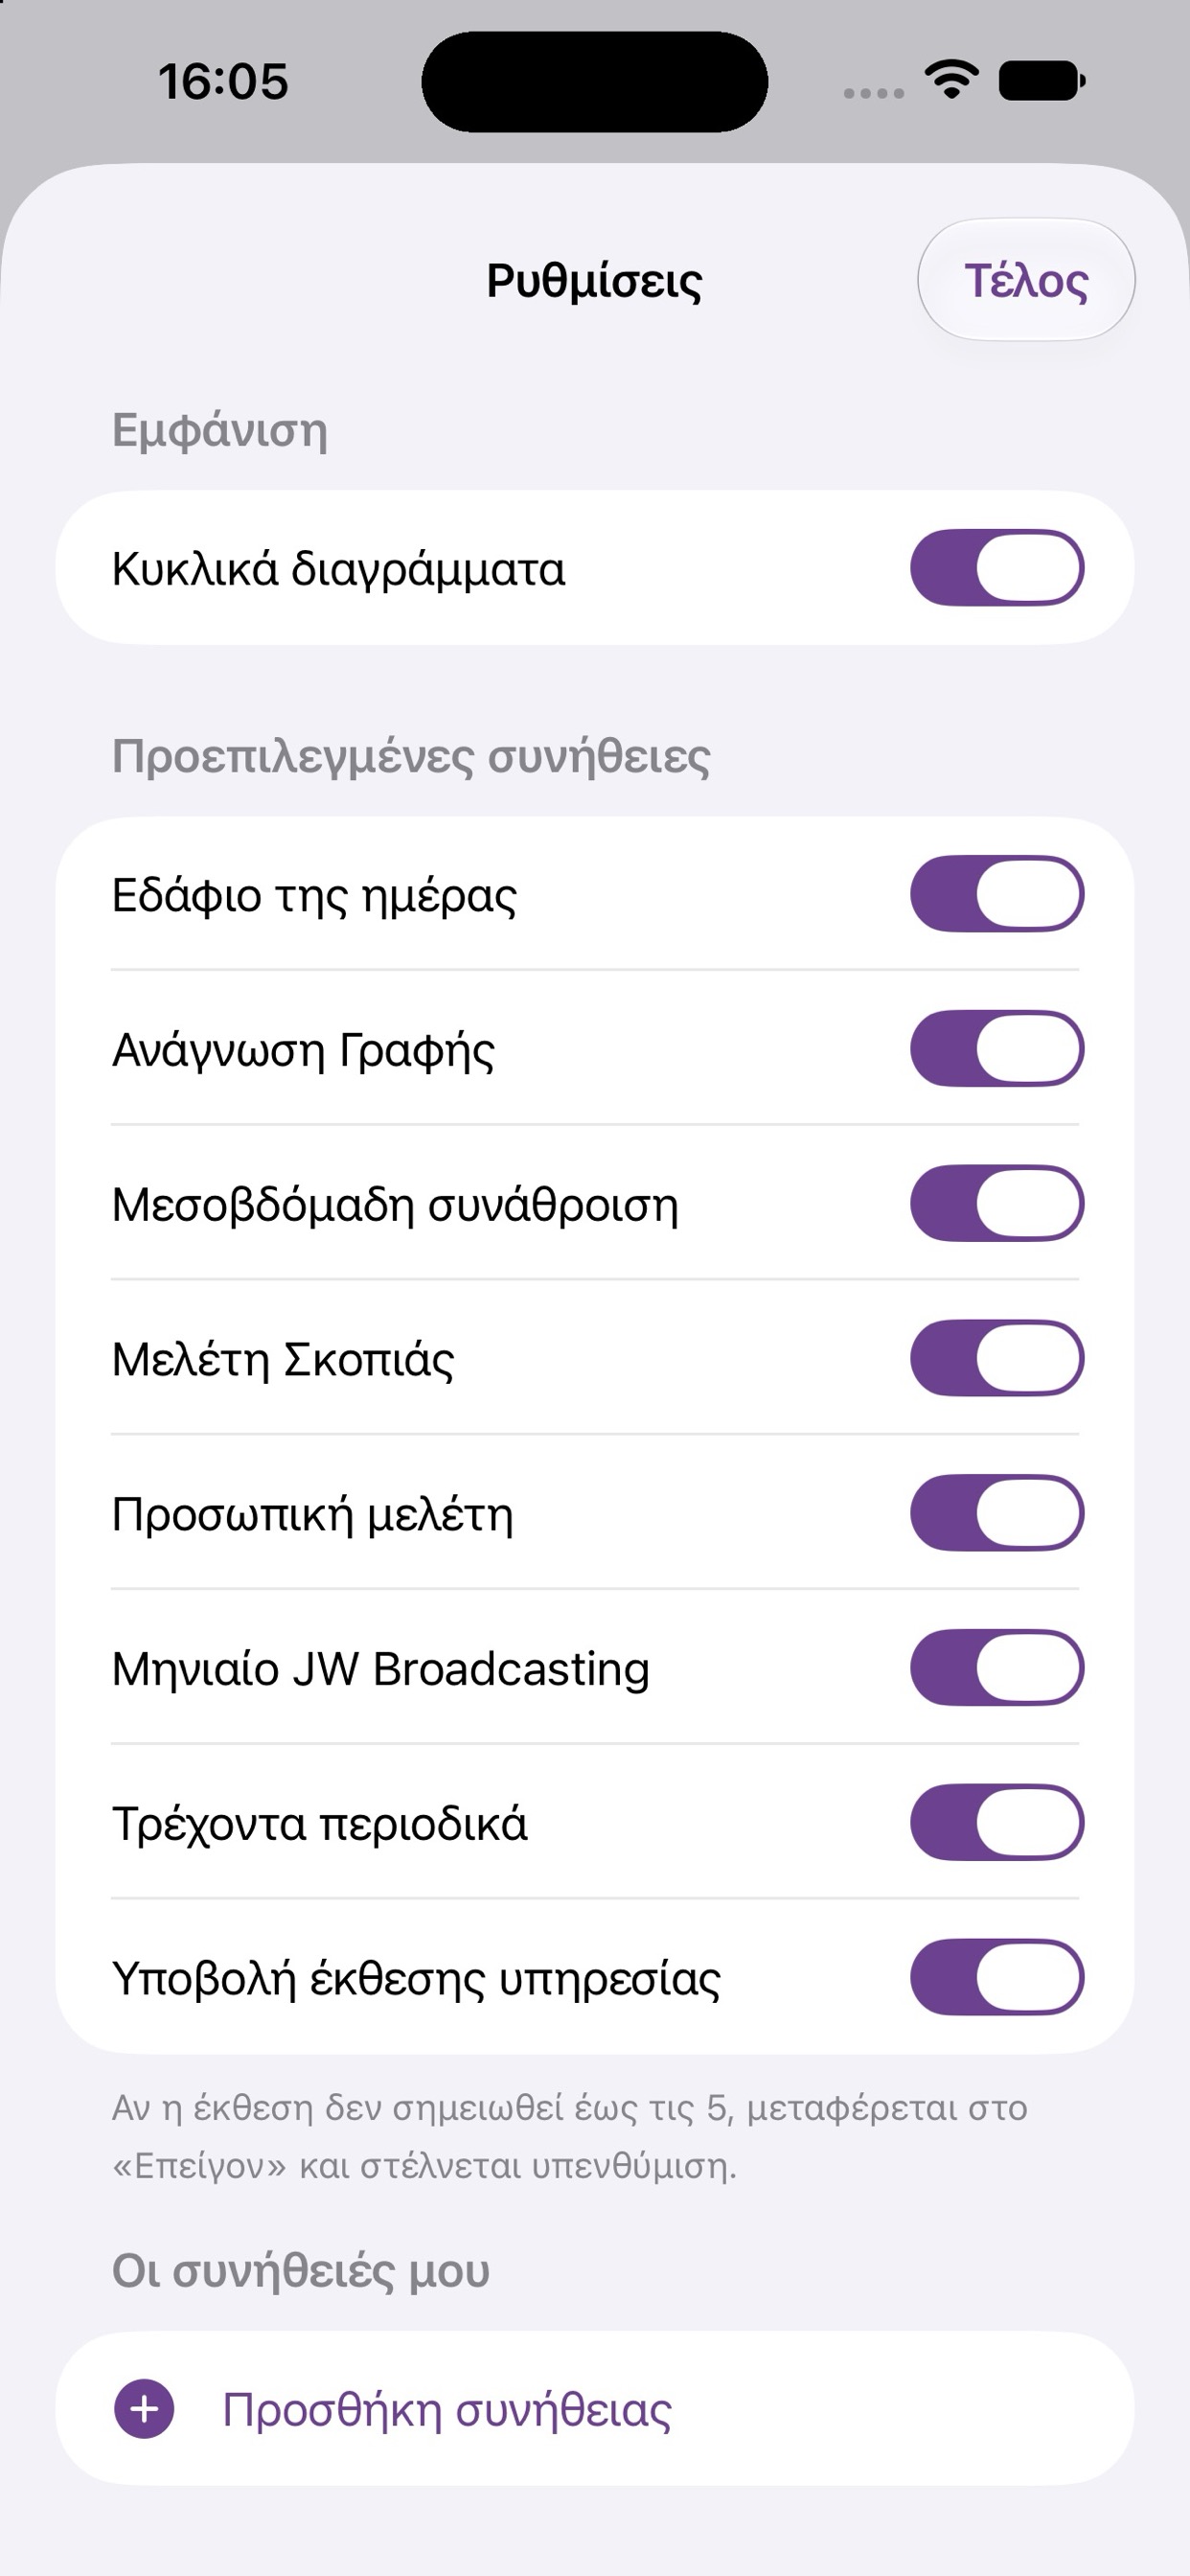 16:05
Ρυθμίσεις
Τέλος
Εμφάνιση
Κυκλικά διαγράμματα
Προεπιλεγμένες συνήθειες
Εδάφιο της ημέρας
Ανάγνωση Γραφής
Μεσοβδόμαδη συνάθροιση
Μελέτη Σκοπιάς
Προσωπική μελέτη
Μηνιαίο JW Broadcasting
Τρέχοντα περιοδικά
Υποβολή έκθεσης υπηρεσίας
Αν η έκθεση δεν σημειωθεί έως τις 5, μεταφέρεται στο
«Επείγον» και στέλνεται υπενθύμιση.
Οι συνήθειές μου
Προσθήκη συνήθειας